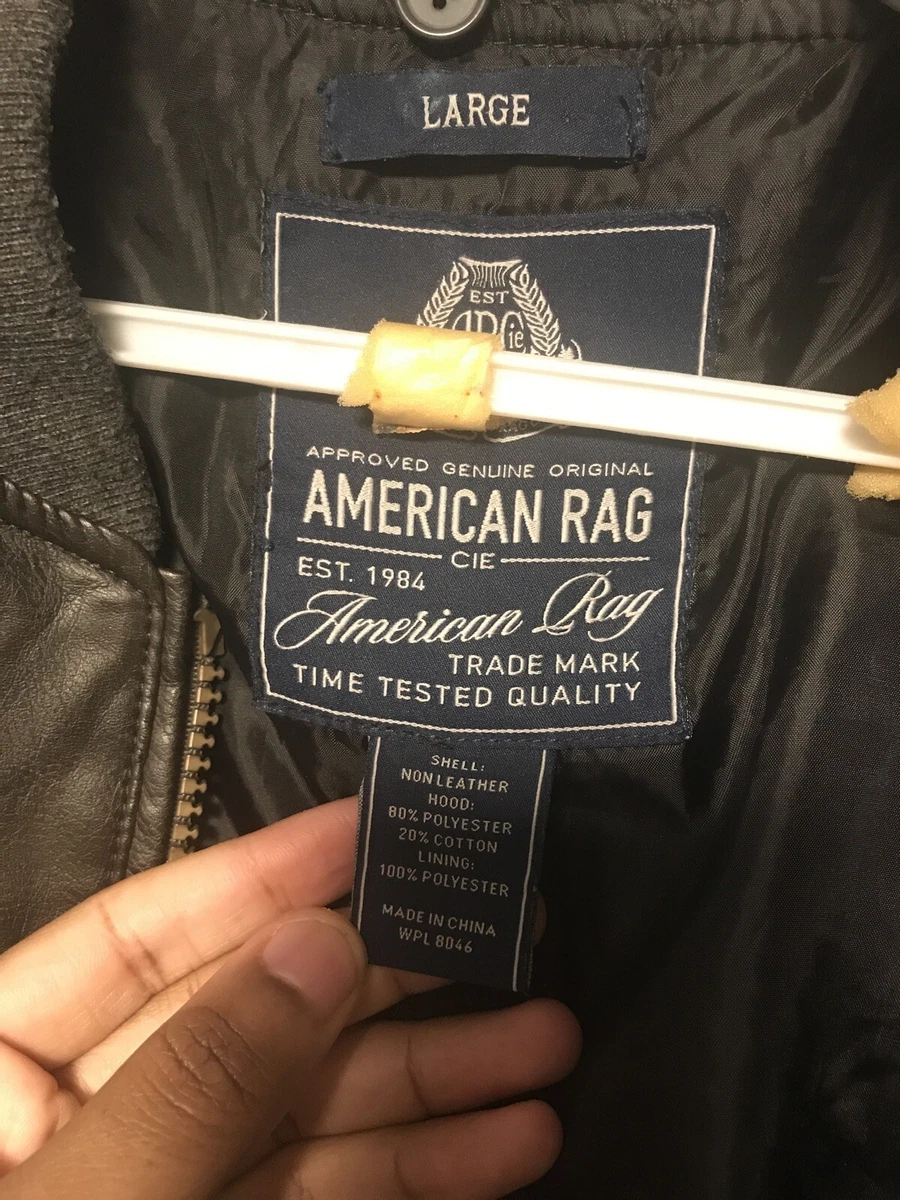 LARGE
EST
APPROVED GENUINE ORIGINAL
AMERICAN RAG
CIE
EST. 1984
American Rag
TRADE MARK
TIME TESTED QUALITY
SHELL:
NON LEATHER
HOOD:
80% POLYESTER
20% COTTON
LINING:
100% POLYESTER
MADE IN CHINA
WPL 8046